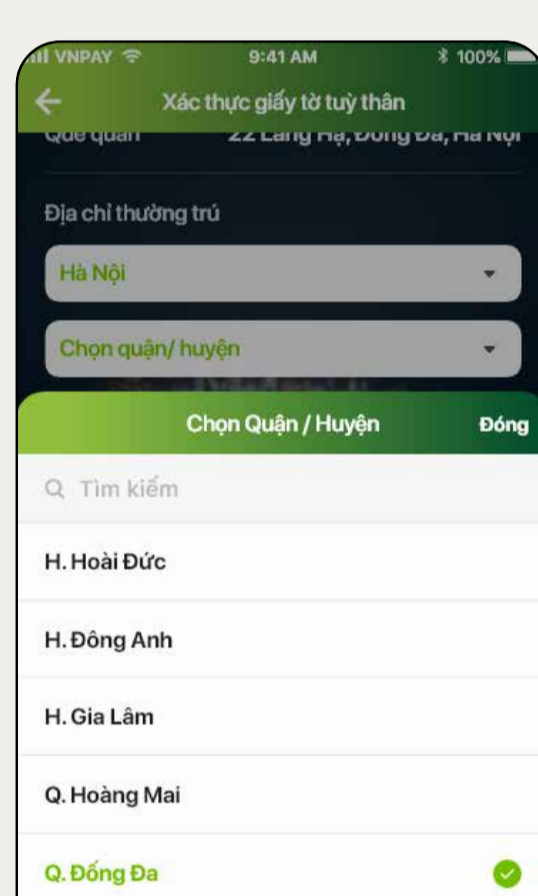 VNPAY 9:41 AM 100%
Xác thực giấy tờ tuỳ thân
Quê quán 22 Láng Hạ, Đống Đa, Hà Nội
Địa chỉ thường trú
Hà Nội
Chọn quận/ huyện
Chọn Quận / Huyện Đóng
Tìm kiếm
H. Hoài Đức
H. Đông Anh
H. Gia Lâm
Q. Hoàng Mai
Q. Đống Đa